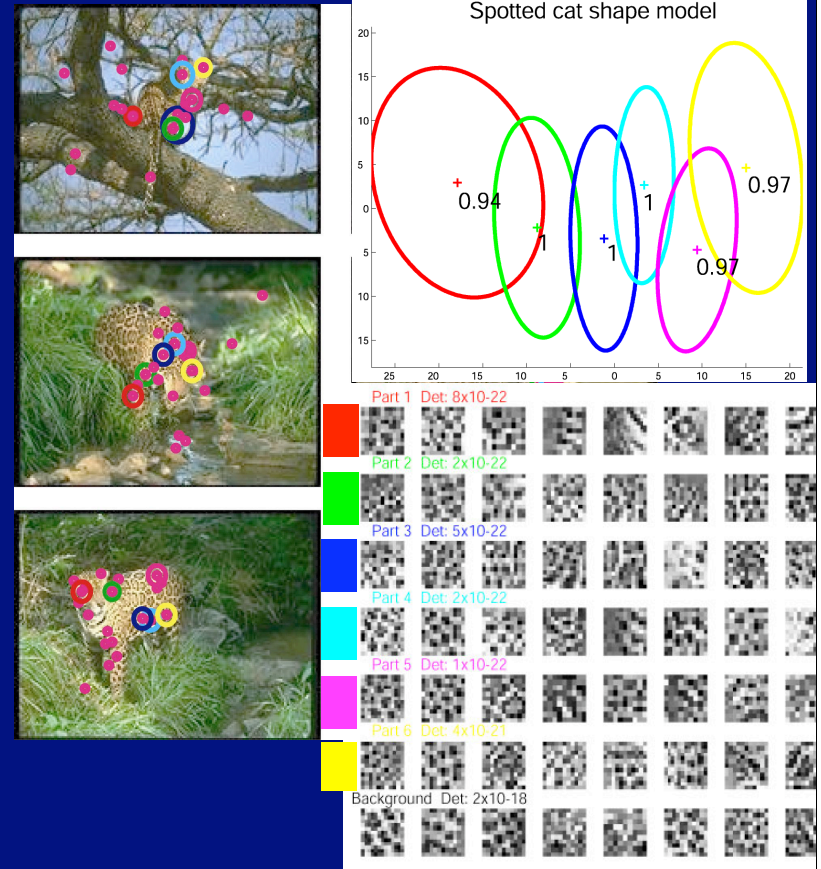 Spotted cat shape model
20
15
10
5
0
5
10
15
0.94
1
1
1
0.97
0.97
25 20 15 10 5 0 5 10 15 20
Part 1 Det: 8x10-22
Part 2 Det: 2x10-22
Part 3 Det: 5x10-22
Part 4 Det: 2x10-22
Part 5 Det: 1x10-22
Part 6 Det: 4x10-21
Background Det: 2x10-18